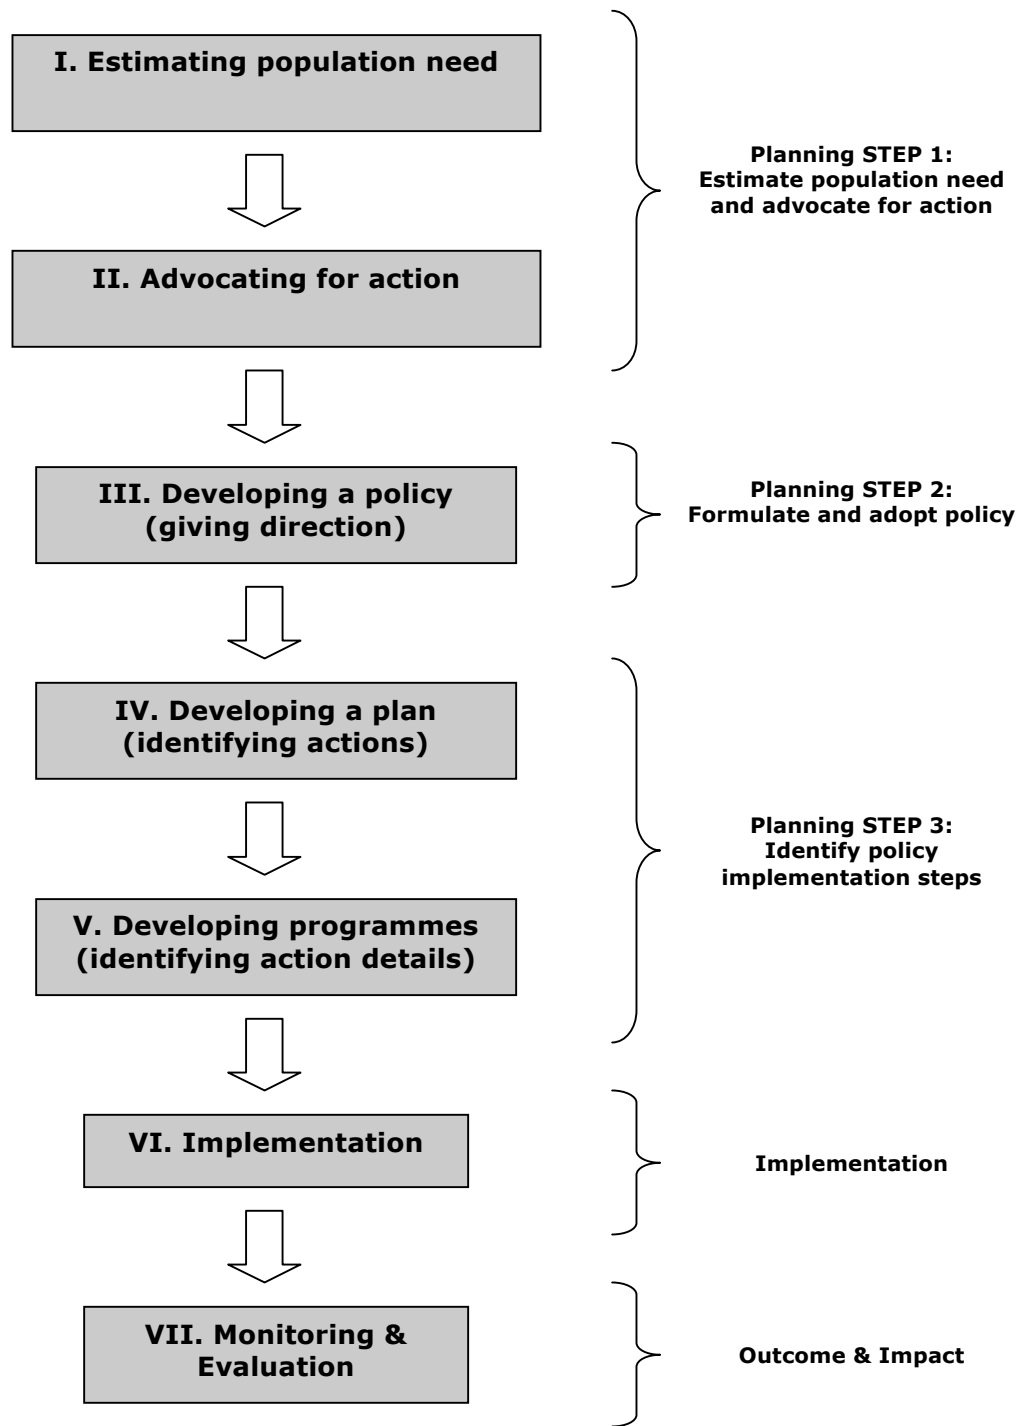 I. Estimating population need
Planning STEP 1:
Estimate population need
and advocate for action
II. Advocating for action
III. Developing a policy
(giving direction)
Planning STEP 2:
Formulate and adopt policy
IV. Developing a plan
(identifying actions)
Planning STEP 3:
Identify policy
implementation steps
V. Developing programmes
(identifying action details)
VI. Implementation
Implementation
VII. Monitoring &
Evaluation
Outcome & Impact